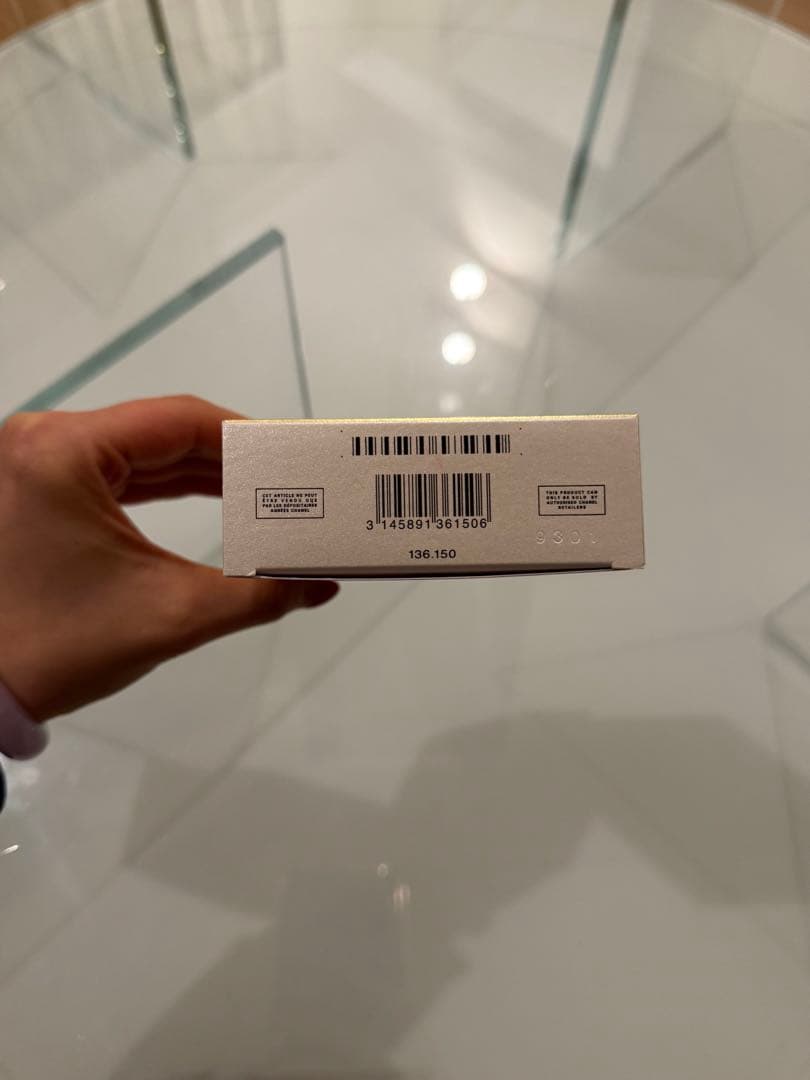 CET ARTICLE NE PEUT
ÊTRE VENDU QUE
PAR LES DÉPOSITAIRES
AGRÉÉS CHANEL
3 145891 361506
136.150
THIS PRODUCT CAN
ONLY BE SOLD BY
AUTHORISED CHANEL
RETAILERS
9301